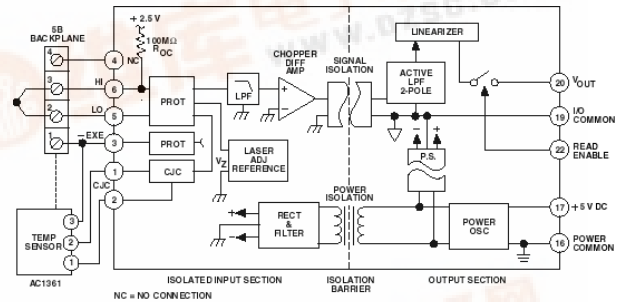 5B
BACKPLANE
+ 2.5 V
100MΩ
ROC
4
3
2
1
4
NC
HI
6
LO
5
−EXE
3
1
CJC
2
PROT
PROT
CJC
LPF
CHOPPER
DIFF
AMP
+
−
VZ
LASER
ADJ
REFERENCE
SIGNAL
ISOLATION
ACTIVE
LPF
2-POLE
LINEARIZER
20
VOUT
19
I/O
COMMON
22
READ
ENABLE
− +
P.S.
POWER
ISOLATION
+
−
RECT
&
FILTER
POWER
OSC
17
+ 5 V DC
16
POWER
COMMON
TEMP
SENSOR
3
2
1
AC1361
ISOLATED INPUT SECTION
ISOLATION
BARRIER
OUTPUT SECTION
NC = NO CONNECTION